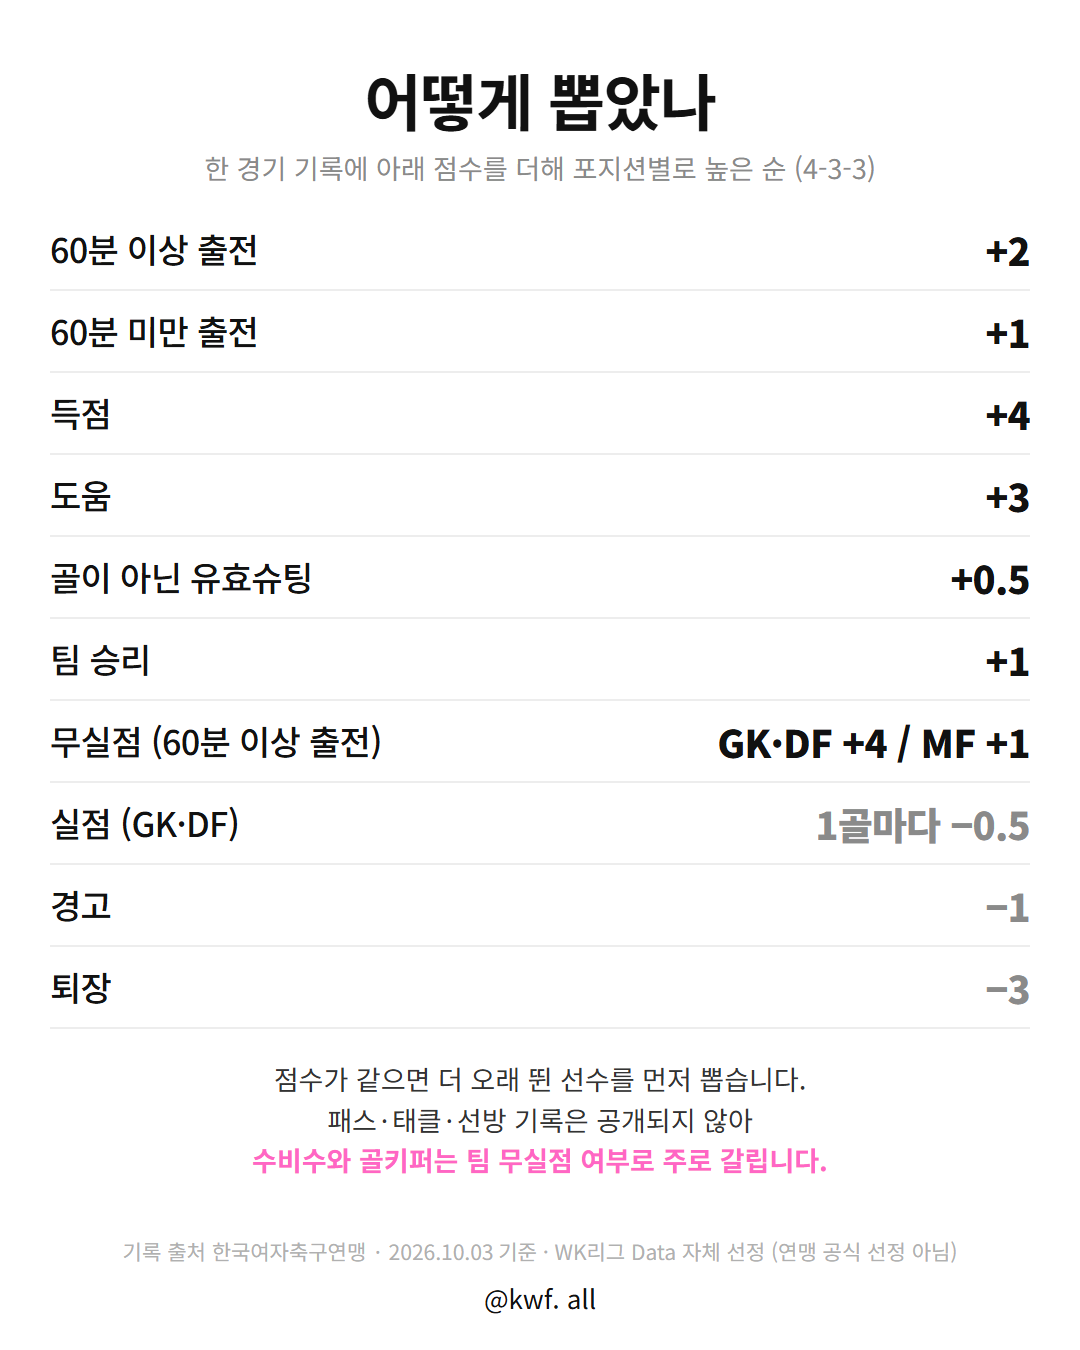 어떻게 뽑았나
한 경기 기록에 아래 점수를 더해 포지션별로 높은 순 (4-3-3)
60분 이상 출전 +2
60분 미만 출전 +1
득점 +4
도움 +3
골이 아닌 유효슈팅 +0.5
팀 승리 +1
무실점 (60분 이상 출전) GK·DF +4 / MF +1
실점 (GK·DF) 1골마다 −0.5
경고 −1
퇴장 −3
점수가 같으면 더 오래 뛴 선수를 먼저 뽑습니다.
패스·태클·선방 기록은 공개되지 않아
수비수와 골키퍼는 팀 무실점 여부로 주로 갈립니다.
기록 출처 한국여자축구연맹 · 2026.10.03 기준 · WK리그 Data 자체 선정 (연맹 공식 선정 아님)
@kwf. all